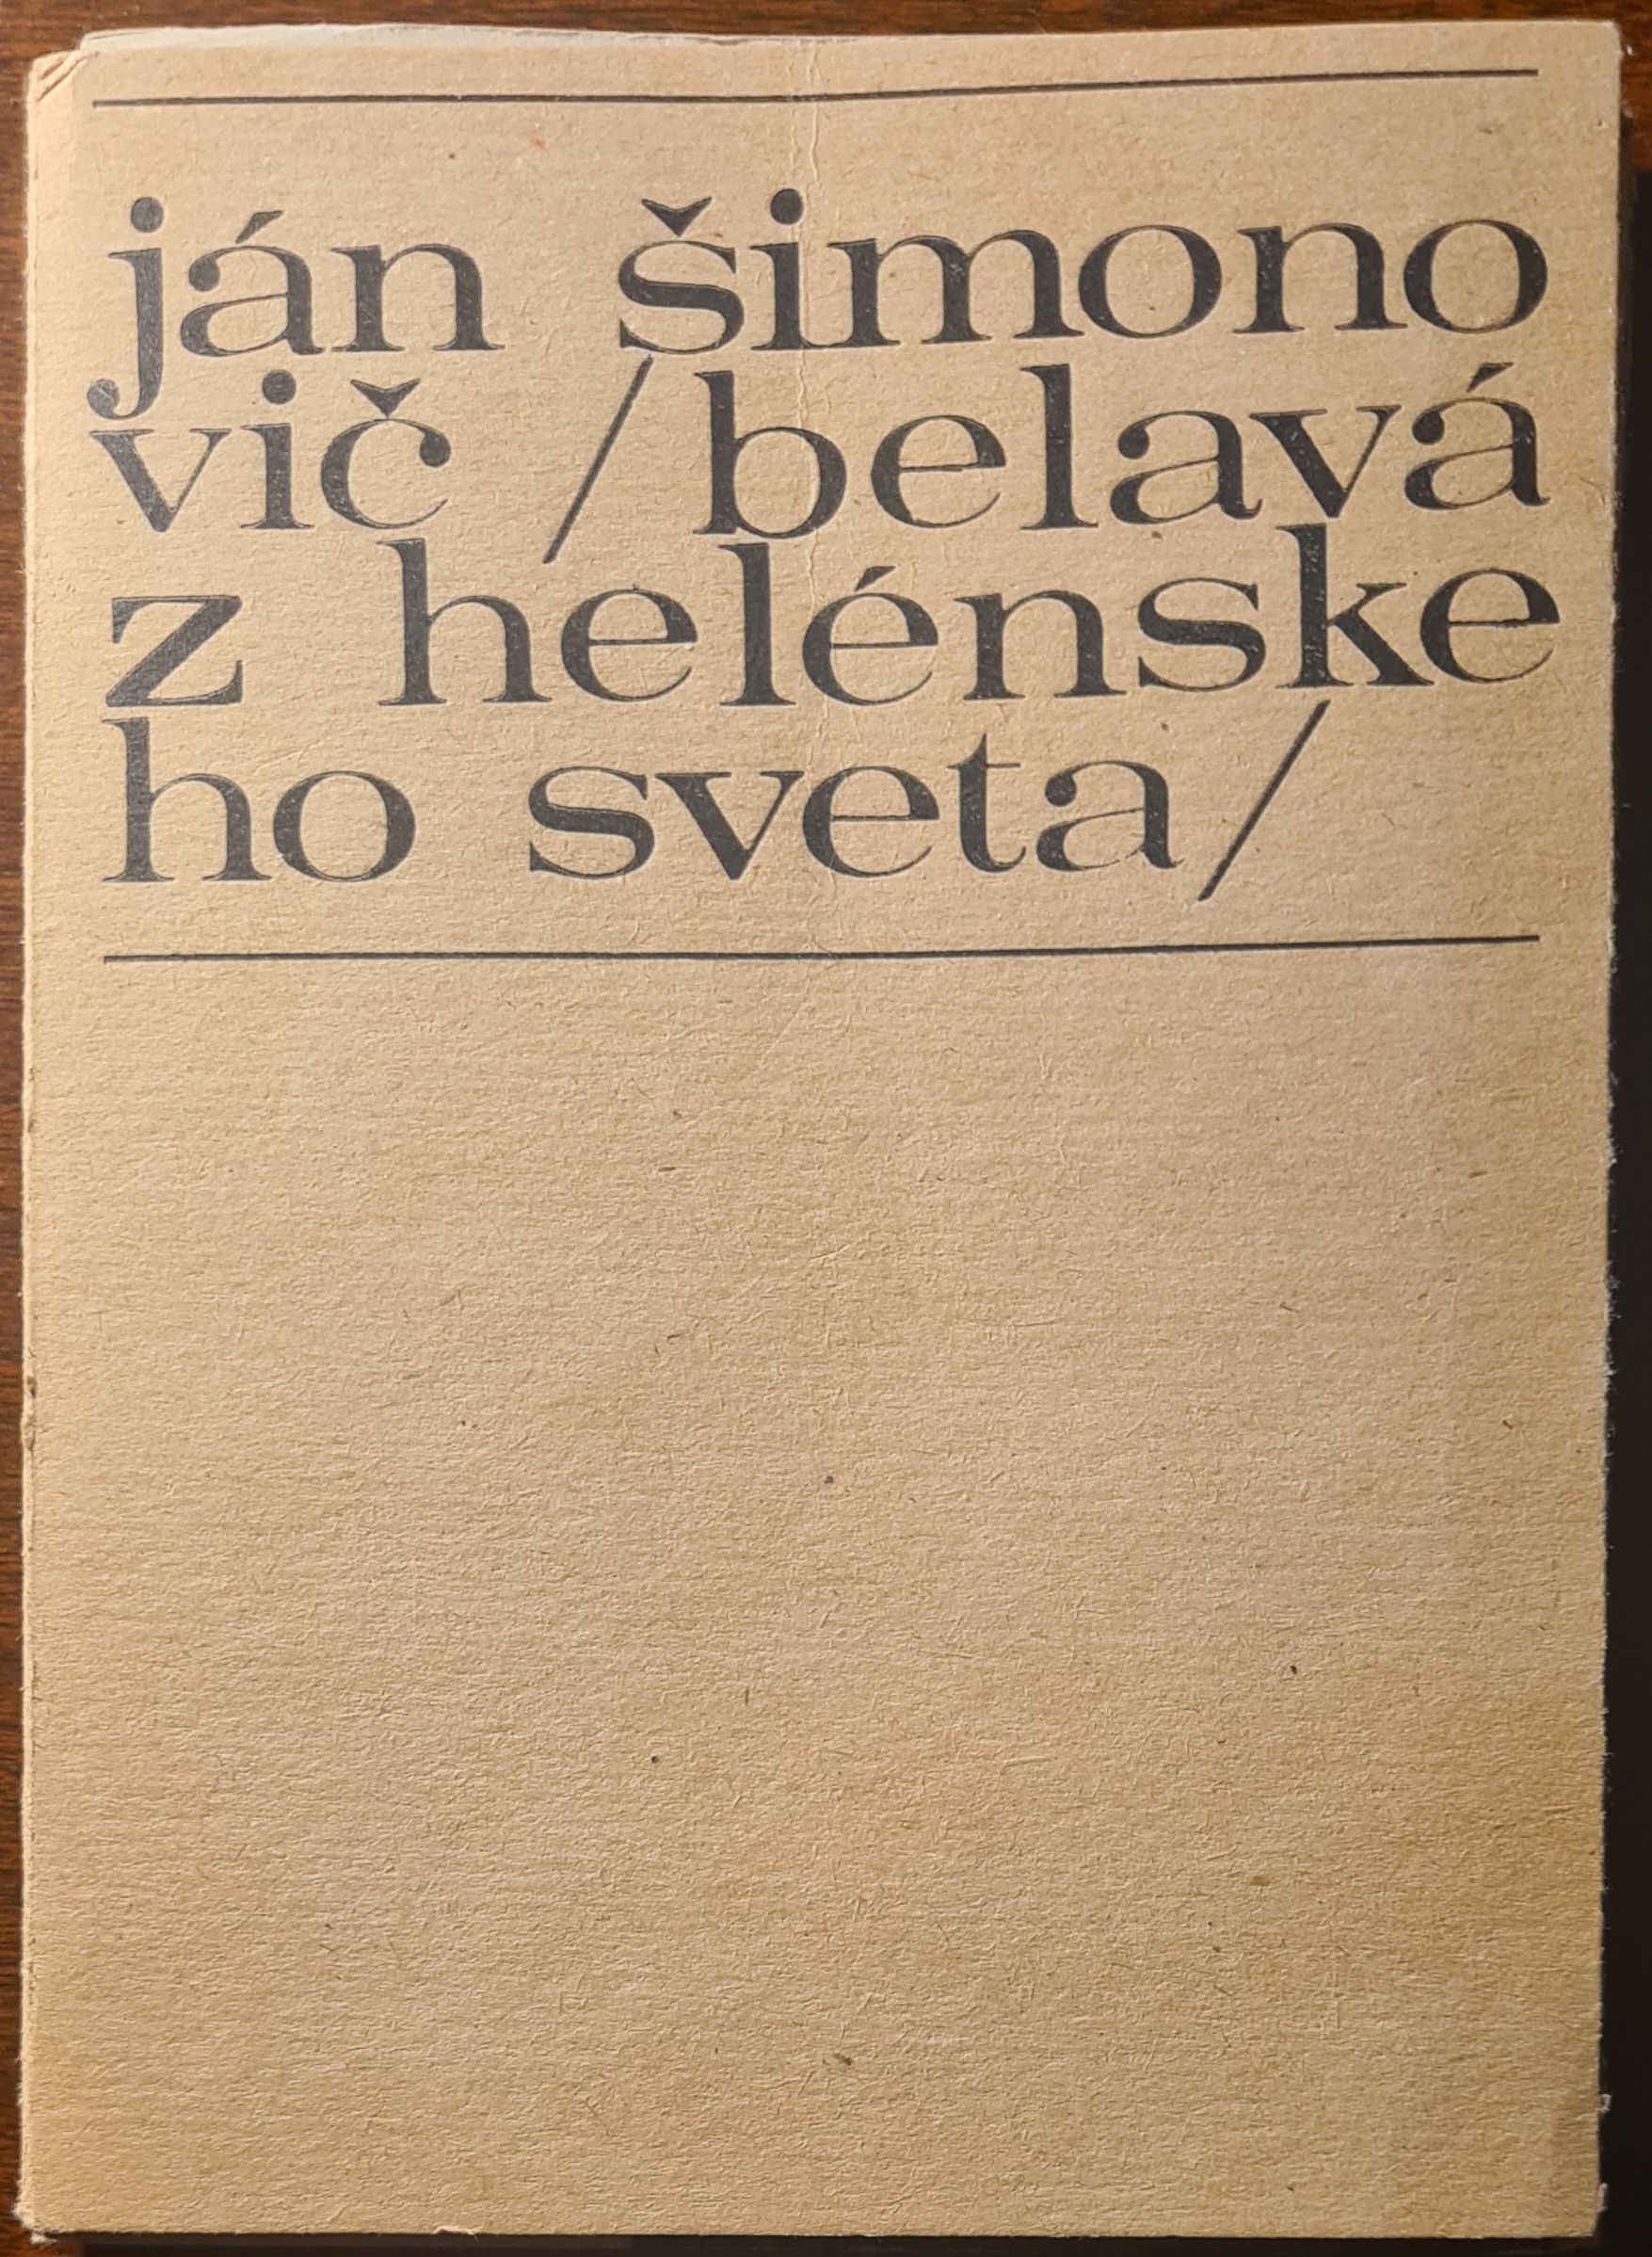 ján šimono
vič /belavá
z helénske
ho sveta/